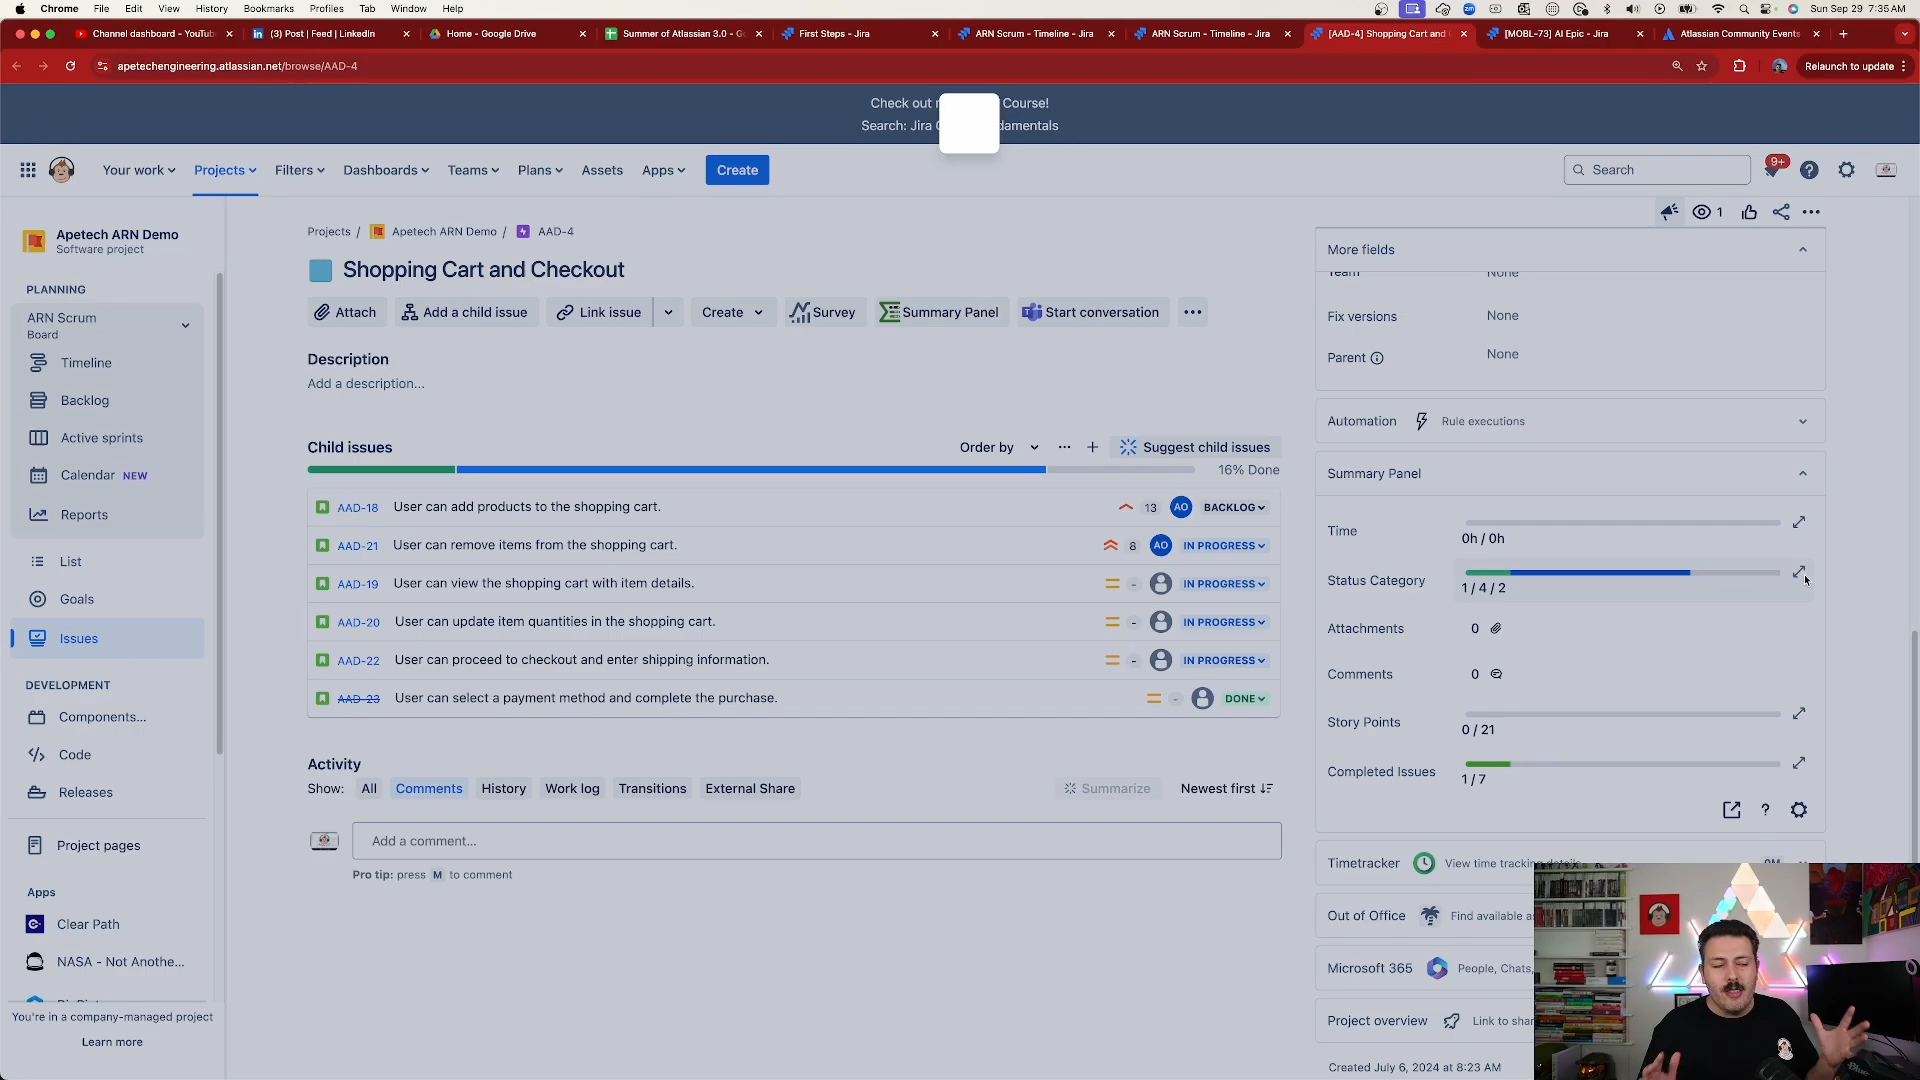 Chrome File Edit View History Bookmarks Profiles Tab Window Help
zm
Sun Sep 29 7:35 AM
Channel dashboard - YouTub
(3) Post | Feed | LinkedIn
Home - Google Drive
Summer of Atlassian 3.0 - G
First Steps - Jira
ARN Scrum - Timeline - Jira
ARN Scrum - Timeline - Jira
[AAD-4] Shopping Cart and
[MOBL-73] AI Epic - Jira
Atlassian Community Events
apetechengineering.atlassian.net/browse/AAD-4
Relaunch to update
Check out Course!
Search: Jira damentals
Your work Projects Filters Dashboards Teams Plans Assets Apps Create
Search
9+
Apetech ARN Demo
Software project
PLANNING
ARN Scrum
Board
Timeline
Backlog
Active sprints
Calendar NEW
Reports
List
Goals
Issues
DEVELOPMENT
Components...
Code
Releases
Project pages
Apps
Clear Path
NASA - Not Anothe...
You're in a company-managed project
Learn more
Projects / Apetech ARN Demo / AAD-4
Shopping Cart and Checkout
Attach Add a child issue Link issue Create Survey Summary Panel Start conversation
Description
Add a description...
Child issues Order by Suggest child issues
16% Done
AAD-18 User can add products to the shopping cart. 13 AO BACKLOG
AAD-21 User can remove items from the shopping cart. 8 AO IN PROGRESS
AAD-19 User can view the shopping cart with item details. - IN PROGRESS
AAD-20 User can update item quantities in the shopping cart. - IN PROGRESS
AAD-22 User can proceed to checkout and enter shipping information. - IN PROGRESS
AAD-23 User can select a payment method and complete the purchase. - DONE
Activity
Show: All Comments History Work log Transitions External Share Summarize Newest first
Add a comment...
Pro tip: press M to comment
1
More fields
Team None
Fix versions None
Parent None
Automation Rule executions
Summary Panel
Time
0h / 0h
Status Category
1 / 4 / 2
Attachments 0
Comments 0
Story Points
0 / 21
Completed Issues
1 / 7
?
Timetracker View time tracking details
Out of Office Find available
Microsoft 365 People, Chats,
Project overview Link to
Created July 6, 2024 at 8:23 AM